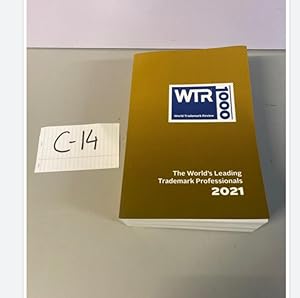 C-14
WTR
1000
World Trademark Review
The World's Leading
Trademark Professionals
2021